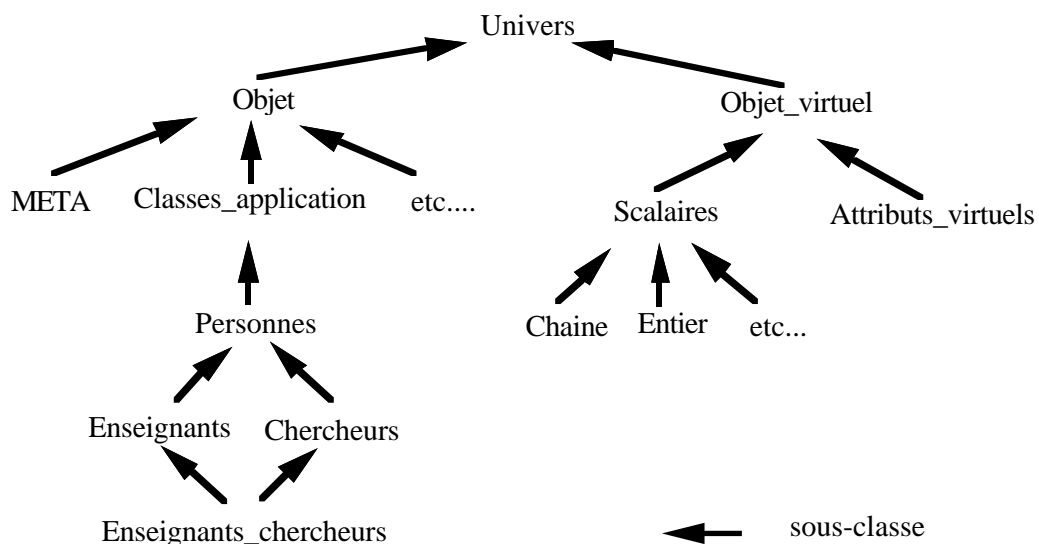 Univers
Objet
Objet_virtuel
META
Classes_application
etc....
Scalaires
Attributs_virtuels
Personnes
Chaine
Entier
etc...
Enseignants
Chercheurs
Enseignants_chercheurs
sous-classe